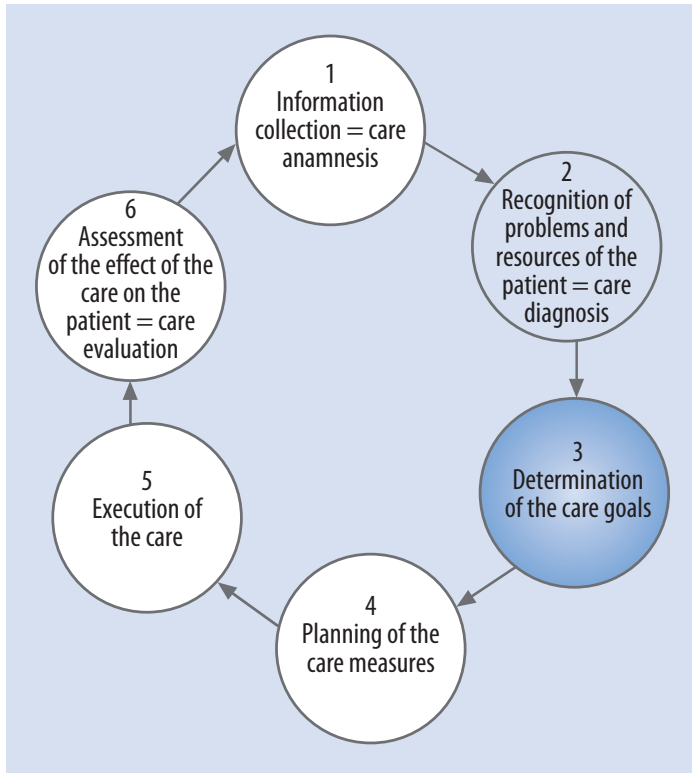 1
Information
collection = care
anamnesis
2
Recognition of
problems and
resources of the
patient = care
diagnosis
3
Determination
of the care goals
4
Planning of the
care measures
5
Execution of
the care
6
Assessment
of the effect of the
care on the
patient = care
evaluation